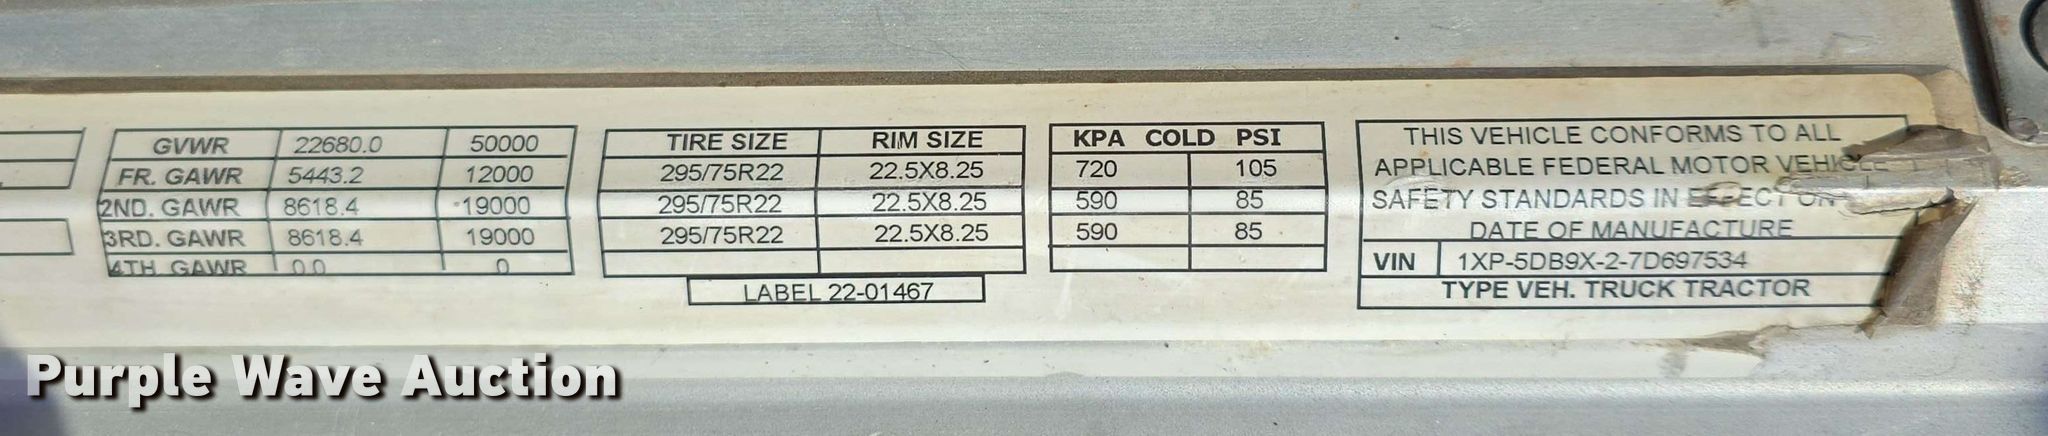 GVWR 22680.0 50000
FR. GAWR 5443.2 12000
2ND. GAWR 8618.4 19000
3RD. GAWR 8618.4 19000
4TH. GAWR 0.0 0
TIRE SIZE RIM SIZE
295/75R22 22.5X8.25
295/75R22 22.5X8.25
295/75R22 22.5X8.25
LABEL 22-01467
KPA COLD PSI
720 105
590 85
590 85
THIS VEHICLE CONFORMS TO ALL
APPLICABLE FEDERAL MOTOR VEHICLE
SAFETY STANDARDS IN EFFECT ON
DATE OF MANUFACTURE
VIN 1XP-5DB9X-2-7D697534
TYPE VEH. TRUCK TRACTOR
Purple Wave Auction